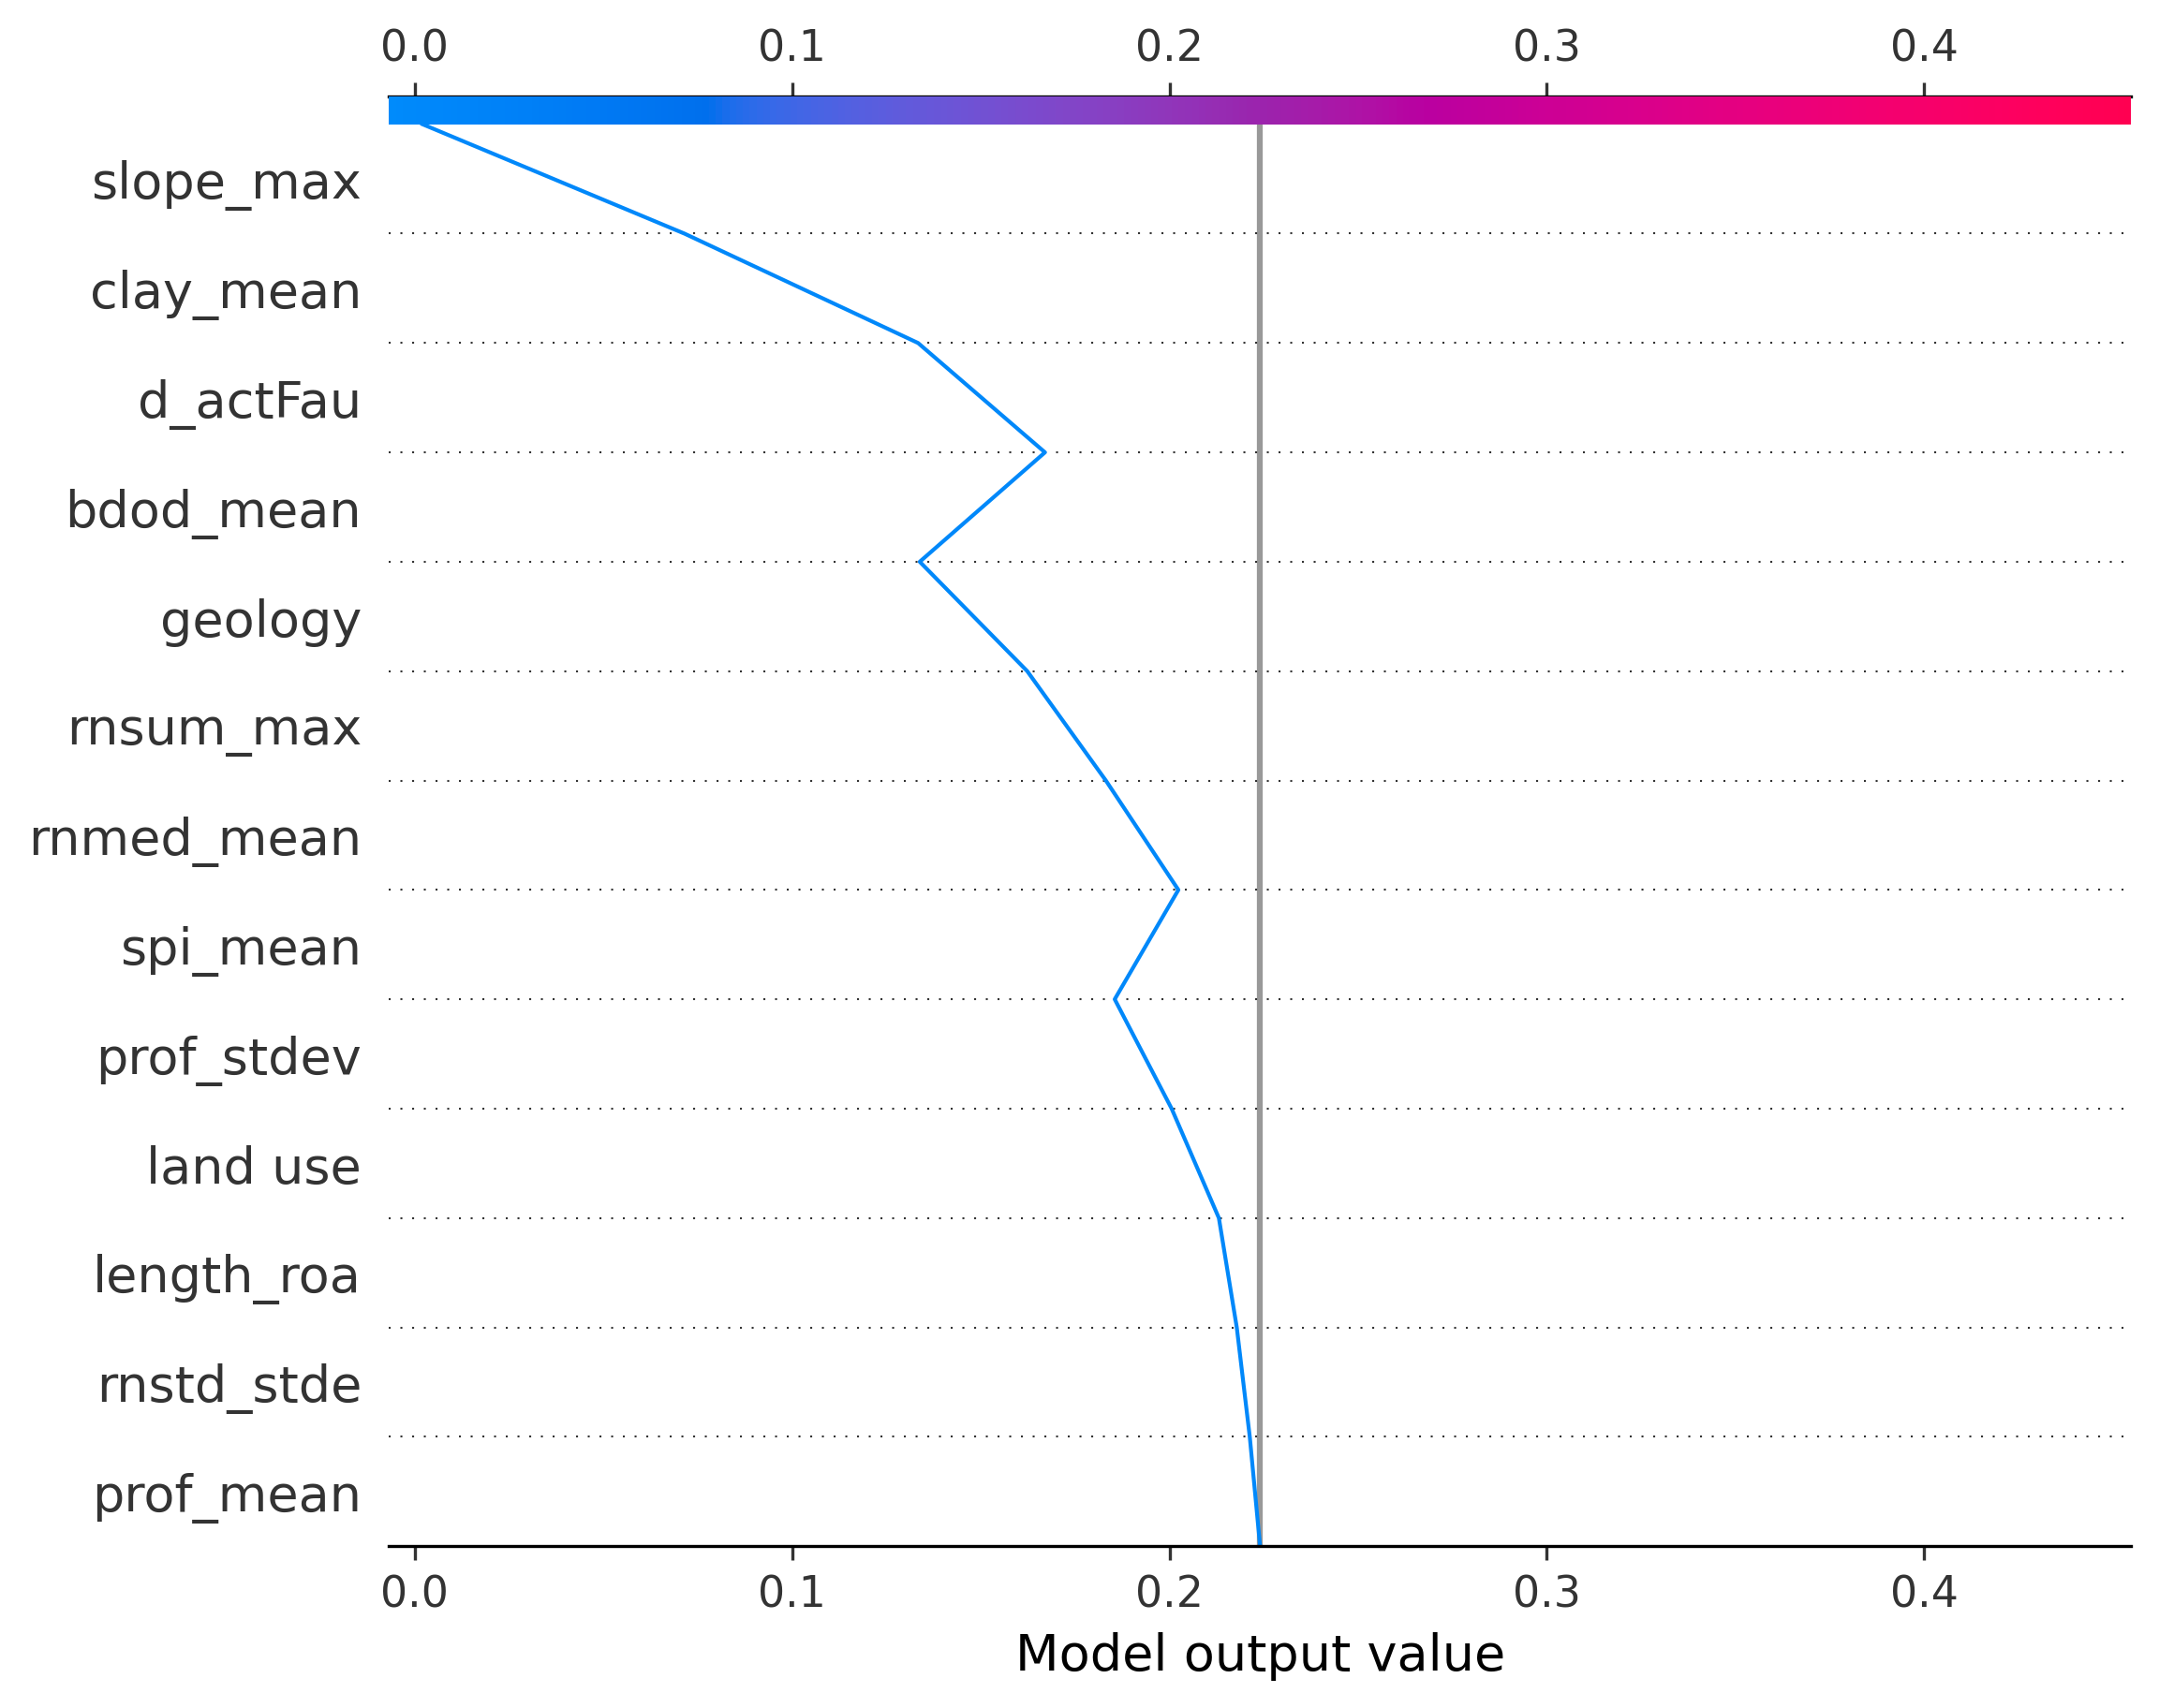 0.0 0.1 0.2 0.3 0.4
slope_max
clay_mean
d_actFau
bdod_mean
geology
rnsum_max
rnmed_mean
spi_mean
prof_stdev
land use
length_roa
rnstd_stde
prof_mean
0.0 0.1 0.2 0.3 0.4
Model output value